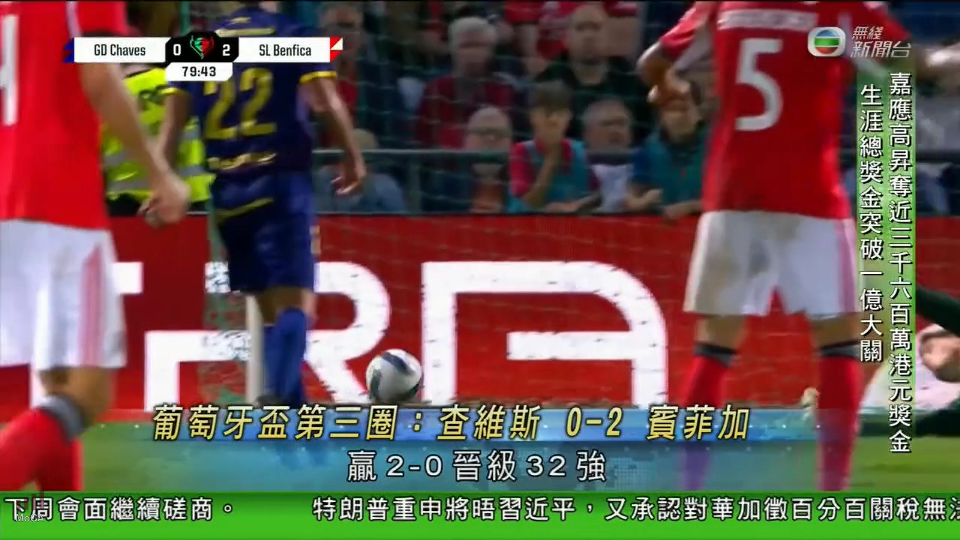 GD Chaves 0 2 SL Benfica
79:43
無綫
新聞台
22
5
嘉應高昇奪近三千六百萬港元獎金
生涯總獎金突破一億大關
葡萄牙盃第三圈：查維斯 0-2 賓菲加
贏2-0晉級32強
下周會面繼續磋商。 特朗普重申將晤習近平，又承認對華加徵百分百關稅無法